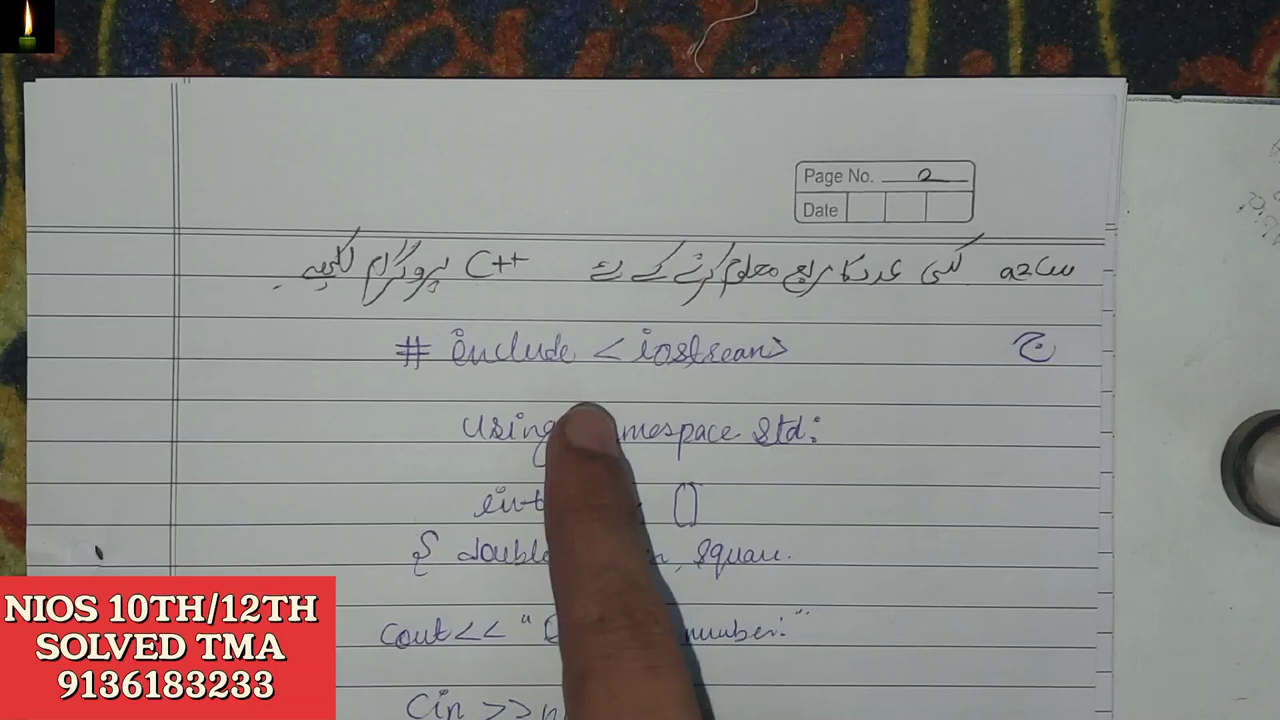 Page No. 2
Date
کسی عدد کا مربع معلوم کرنے کے لئے C++ پروگرام لکھیے۔
ج
# include <iostream>
Using mespace Std:
int ()
{ double n, square.
Cout<< " number:"
Cin >>n
NIOS 10TH/12TH
SOLVED TMA
9136183233